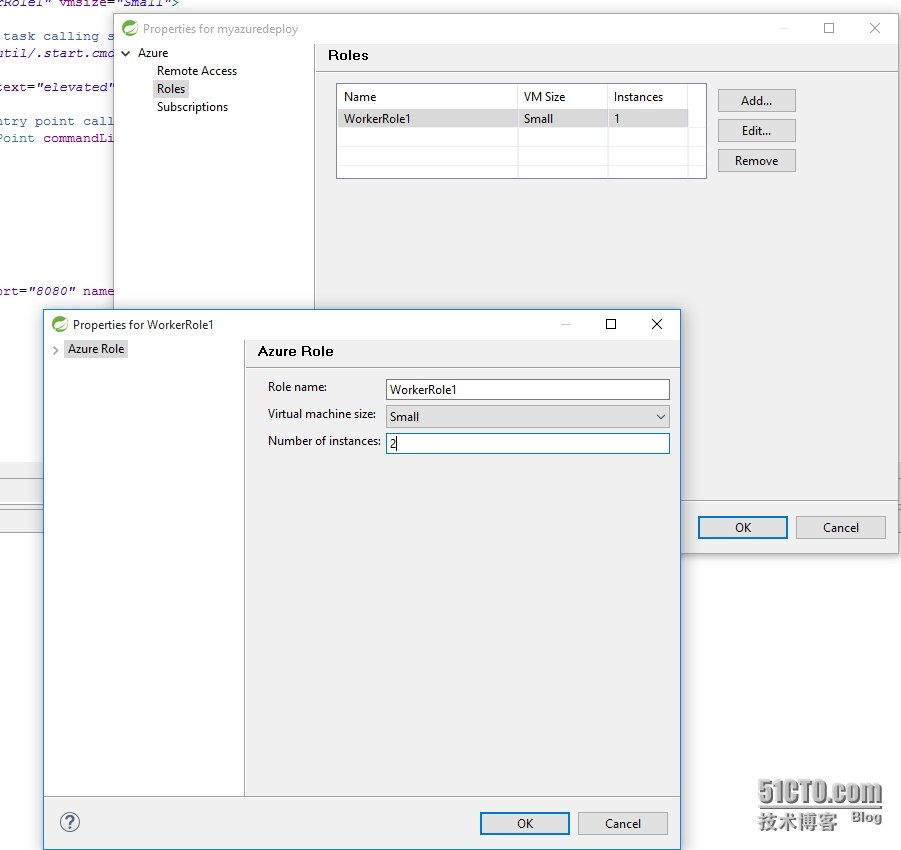 rRole1" vmsize="Small">
task calling s
util/.start.cmd
text="elevated"
ntry point call
Point commandLi
ort="8080" name
Properties for myazuredeploy
Azure
Remote Access
Roles
Subscriptions
Roles
Name VM Size Instances
WorkerRole1 Small 1
Add...
Edit...
Remove
OK Cancel
Properties for WorkerRole1
Azure Role
Azure Role
Role name: WorkerRole1
Virtual machine size: Small
Number of instances: 2
? OK Cancel
51CTO.com
技术博客 Blog